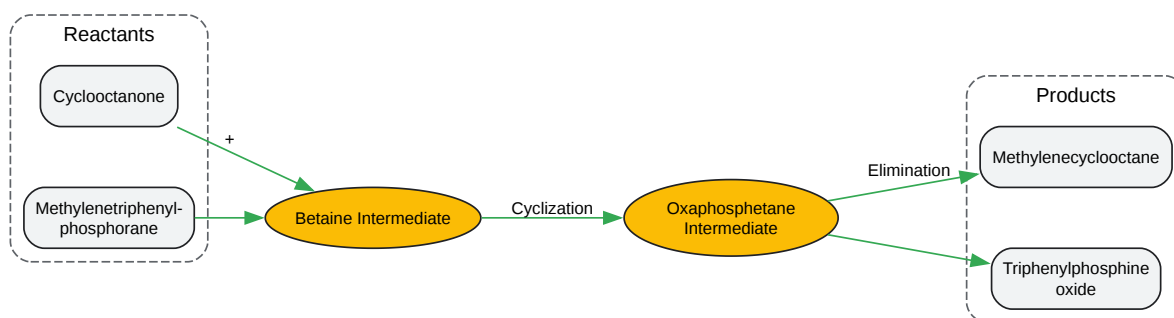 Reactants
Cyclooctanone
+
Methylenetriphenyl-
phosphorane
Betaine Intermediate
Cyclization
Oxaphosphetane
Intermediate
Elimination
Products
Methylenecyclooctane
Triphenylphosphine
oxide